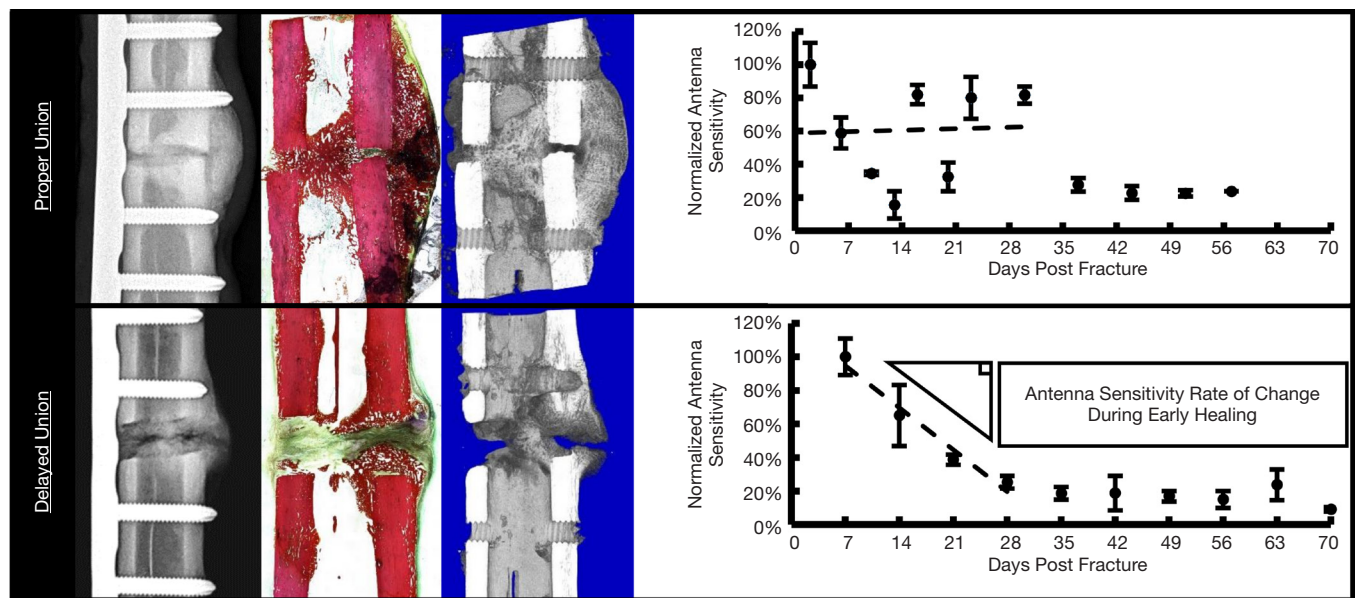 Proper Union
Normalized Antenna
Sensitivity
120%
100%
80%
60%
40%
20%
0%
0 7 14 21 28 35 42 49 56 63 70
Days Post Fracture
Delayed Union
Normalized Antenna
Sensitivity
120%
100%
80%
60%
40%
20%
0%
Antenna Sensitivity Rate of Change
During Early Healing
0 7 14 21 28 35 42 49 56 63 70
Days Post Fracture